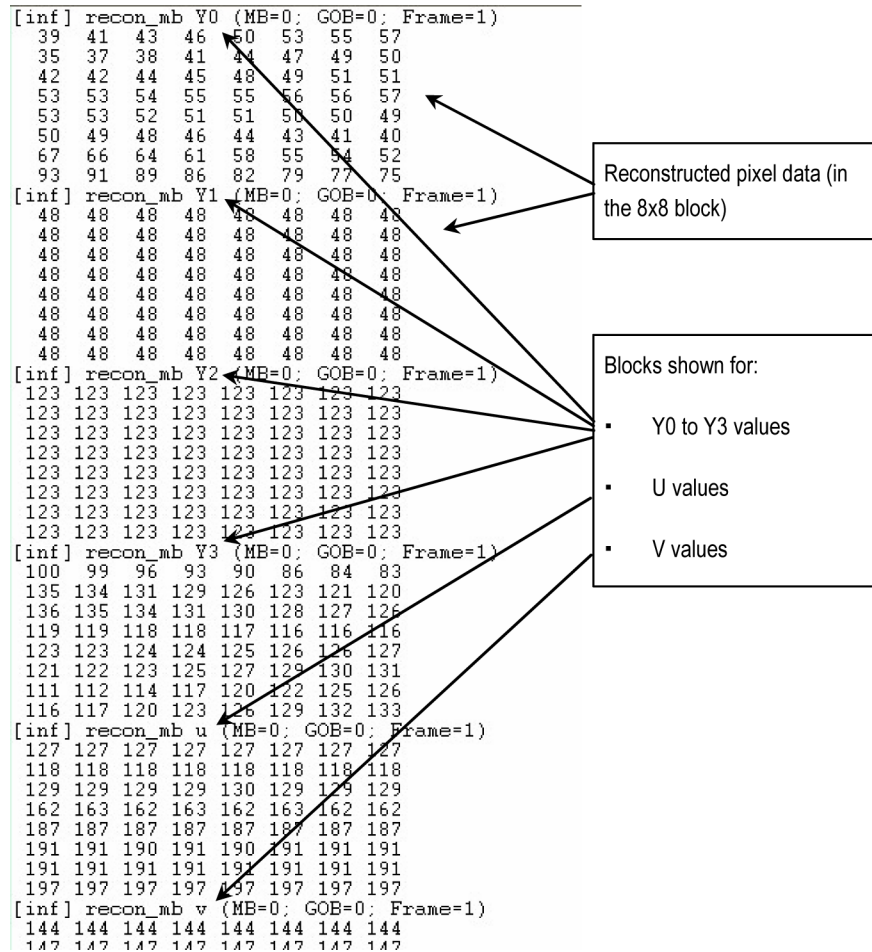 [inf] recon_mb Y0 (MB=0; GOB=0; Frame=1)
39 41 43 46 50 53 55 57
35 37 38 41 44 47 49 50
42 42 44 45 48 49 51 51
53 53 54 55 55 56 56 57
53 53 52 51 51 50 50 49
50 49 48 46 44 43 41 40
67 66 64 61 58 55 54 52
93 91 89 86 82 79 77 75
[inf] recon_mb Y1 (MB=0; GOB=0; Frame=1)
48 48 48 48 48 48 48 48
48 48 48 48 48 48 48 48
48 48 48 48 48 48 48 48
48 48 48 48 48 48 48 48
48 48 48 48 48 48 48 48
48 48 48 48 48 48 48 48
48 48 48 48 48 48 48 48
48 48 48 48 48 48 48 48
[inf] recon_mb Y2 (MB=0; GOB=0; Frame=1)
123 123 123 123 123 123 123 123
123 123 123 123 123 123 123 123
123 123 123 123 123 123 123 123
123 123 123 123 123 123 123 123
123 123 123 123 123 123 123 123
123 123 123 123 123 123 123 123
123 123 123 123 123 123 123 123
123 123 123 123 123 123 123 123
[inf] recon_mb Y3 (MB=0; GOB=0; Frame=1)
100 99 96 93 90 86 84 83
135 134 131 129 126 123 121 120
136 135 134 131 130 128 127 126
119 119 118 118 117 116 116 116
123 123 124 124 125 126 126 127
121 122 123 125 127 129 130 131
111 112 114 117 120 122 125 126
116 117 120 123 126 129 132 133
[inf] recon_mb u (MB=0; GOB=0; Frame=1)
127 127 127 127 127 127 127 127
118 118 118 118 118 118 118 118
129 129 129 130 129 129 129 129
162 163 162 163 162 163 162 162
187 187 187 187 187 187 187 187
191 191 190 191 190 191 191 191
191 191 191 191 191 191 191 191
197 197 197 197 197 197 197 197
[inf] recon_mb v (MB=0; GOB=0; Frame=1)
144 144 144 144 144 144 144 144
147 147 147 147 147 147 147 147
Reconstructed pixel data (in
the 8x8 block)
Blocks shown for:
▪ Y0 to Y3 values
▪ U values
▪ V values